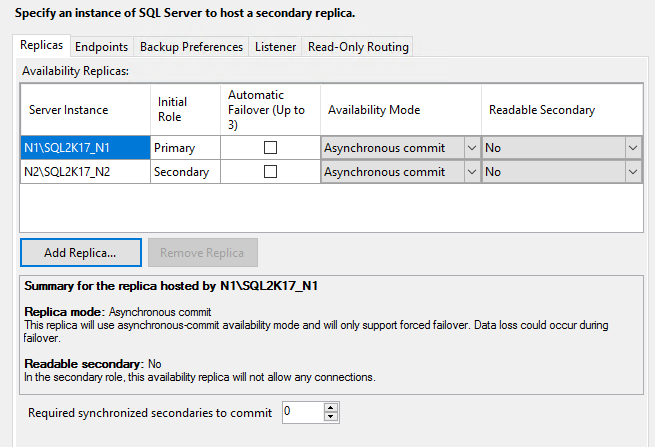 Specify an instance of SQL Server to host a secondary replica.
Replicas Endpoints Backup Preferences Listener Read-Only Routing
Availability Replicas:
Server Instance
Initial
Role
Automatic
Failover (Up to
3)
Availability Mode
Readable Secondary
N1\SQL2K17_N1 Primary Asynchronous commit No
N2\SQL2K17_N2 Secondary Asynchronous commit No
Add Replica... Remove Replica
Summary for the replica hosted by N1\SQL2K17_N1
Replica mode: Asynchronous commit
This replica will use asynchronous-commit availability mode and will only support forced failover. Data loss could occur during
failover.
Readable secondary: No
In the secondary role, this availability replica will not allow any connections.
Required synchronized secondaries to commit 0